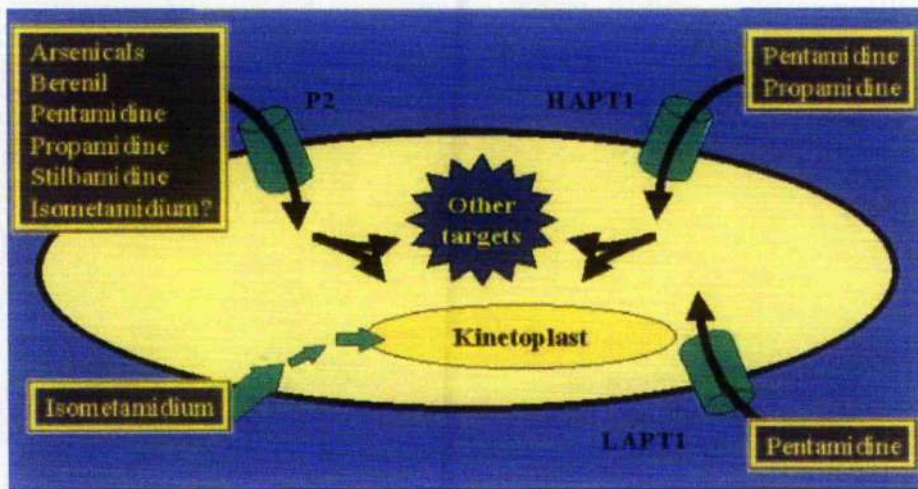 Arsenicals
Berenil
Pentamidine
Propamidine
Stilbamidine
Isometamidium?
P2
HAPT1
Pentamidine
Propamidine
Other
targets
Kinetoplast
Isometamidium
LAPT1
Pentamidine